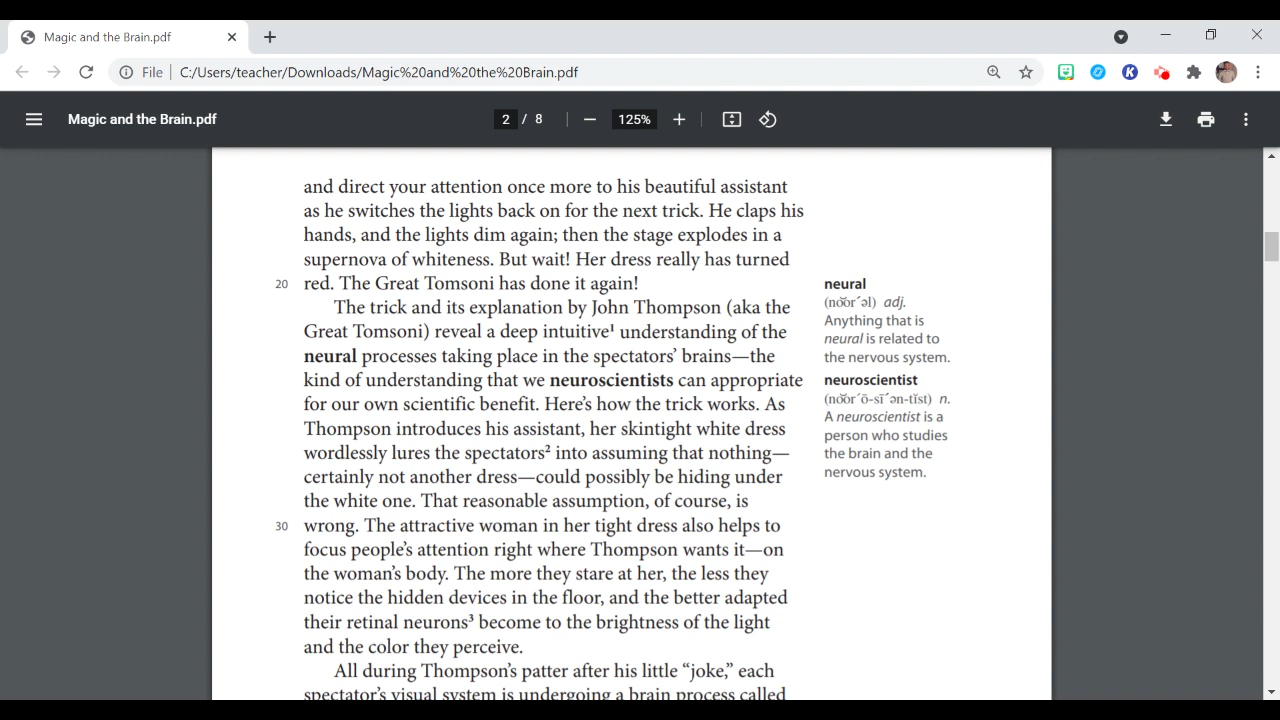 Magic and the Brain.pdf
File
C:/Users/teacher/Downloads/Magic%20and%20the%20Brain.pdf
K
Magic and the Brain.pdf
2 / 8
125%
and direct your attention once more to his beautiful assistant
as he switches the lights back on for the next trick. He claps his
hands, and the lights dim again; then the stage explodes in a
supernova of whiteness. But wait! Her dress really has turned
20 red. The Great Tomsoni has done it again!
The trick and its explanation by John Thompson (aka the
Great Tomsoni) reveal a deep intuitive¹ understanding of the
neural processes taking place in the spectators’ brains—the
kind of understanding that we neuroscientists can appropriate
for our own scientific benefit. Here’s how the trick works. As
Thompson introduces his assistant, her skintight white dress
wordlessly lures the spectators² into assuming that nothing—
certainly not another dress—could possibly be hiding under
the white one. That reasonable assumption, of course, is
30 wrong. The attractive woman in her tight dress also helps to
focus people’s attention right where Thompson wants it—on
the woman’s body. The more they stare at her, the less they
notice the hidden devices in the floor, and the better adapted
their retinal neurons³ become to the brightness of the light
and the color they perceive.
All during Thompson’s patter after his little “joke,” each
spectator’s visual system is undergoing a brain process called
neural
(no͝orʹəl) adj.
Anything that is
neural is related to
the nervous system.
neuroscientist
(no͝orʹō-sīʹən-tĭst) n.
A neuroscientist is a
person who studies
the brain and the
nervous system.